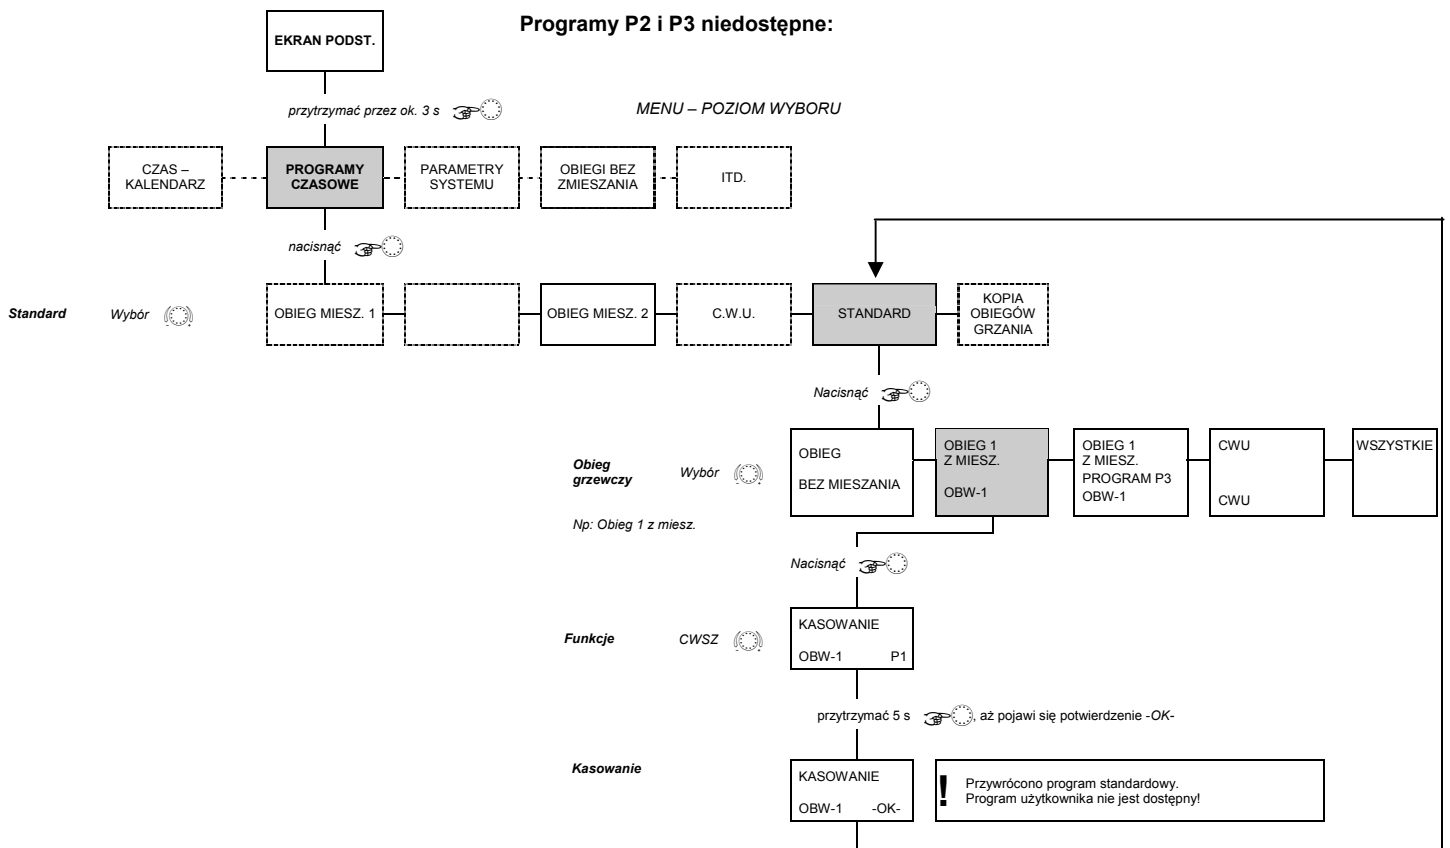 Programy P2 i P3 niedostępne:
EKRAN PODST.
przytrzymać przez ok. 3 s
MENU – POZIOM WYBORU
CZAS –
KALENDARZ
PROGRAMY
CZASOWE
PARAMETRY
SYSTEMU
OBIEGI BEZ
ZMIESZANIA
ITD.
nacisnąć
Standard
Wybór
OBIEG MIESZ. 1
OBIEG MIESZ. 2
C.W.U.
STANDARD
KOPIA
OBIEGÓW
GRZANIA
Nacisnąć
Obieg
grzewczy
Wybór
OBIEG
BEZ MIESZANIA
OBIEG 1
Z MIESZ.
OBW-1
OBIEG 1
Z MIESZ.
PROGRAM P3
OBW-1
CWU
CWU
WSZYSTKIE
Np: Obieg 1 z miesz.
Nacisnąć
Funkcje
CWSZ
KASOWANIE
OBW-1 P1
przytrzymać 5 s , aż pojawi się potwierdzenie -OK-
Kasowanie
KASOWANIE
OBW-1 -OK-
! Przywrócono program standardowy.
Program użytkownika nie jest dostępny!